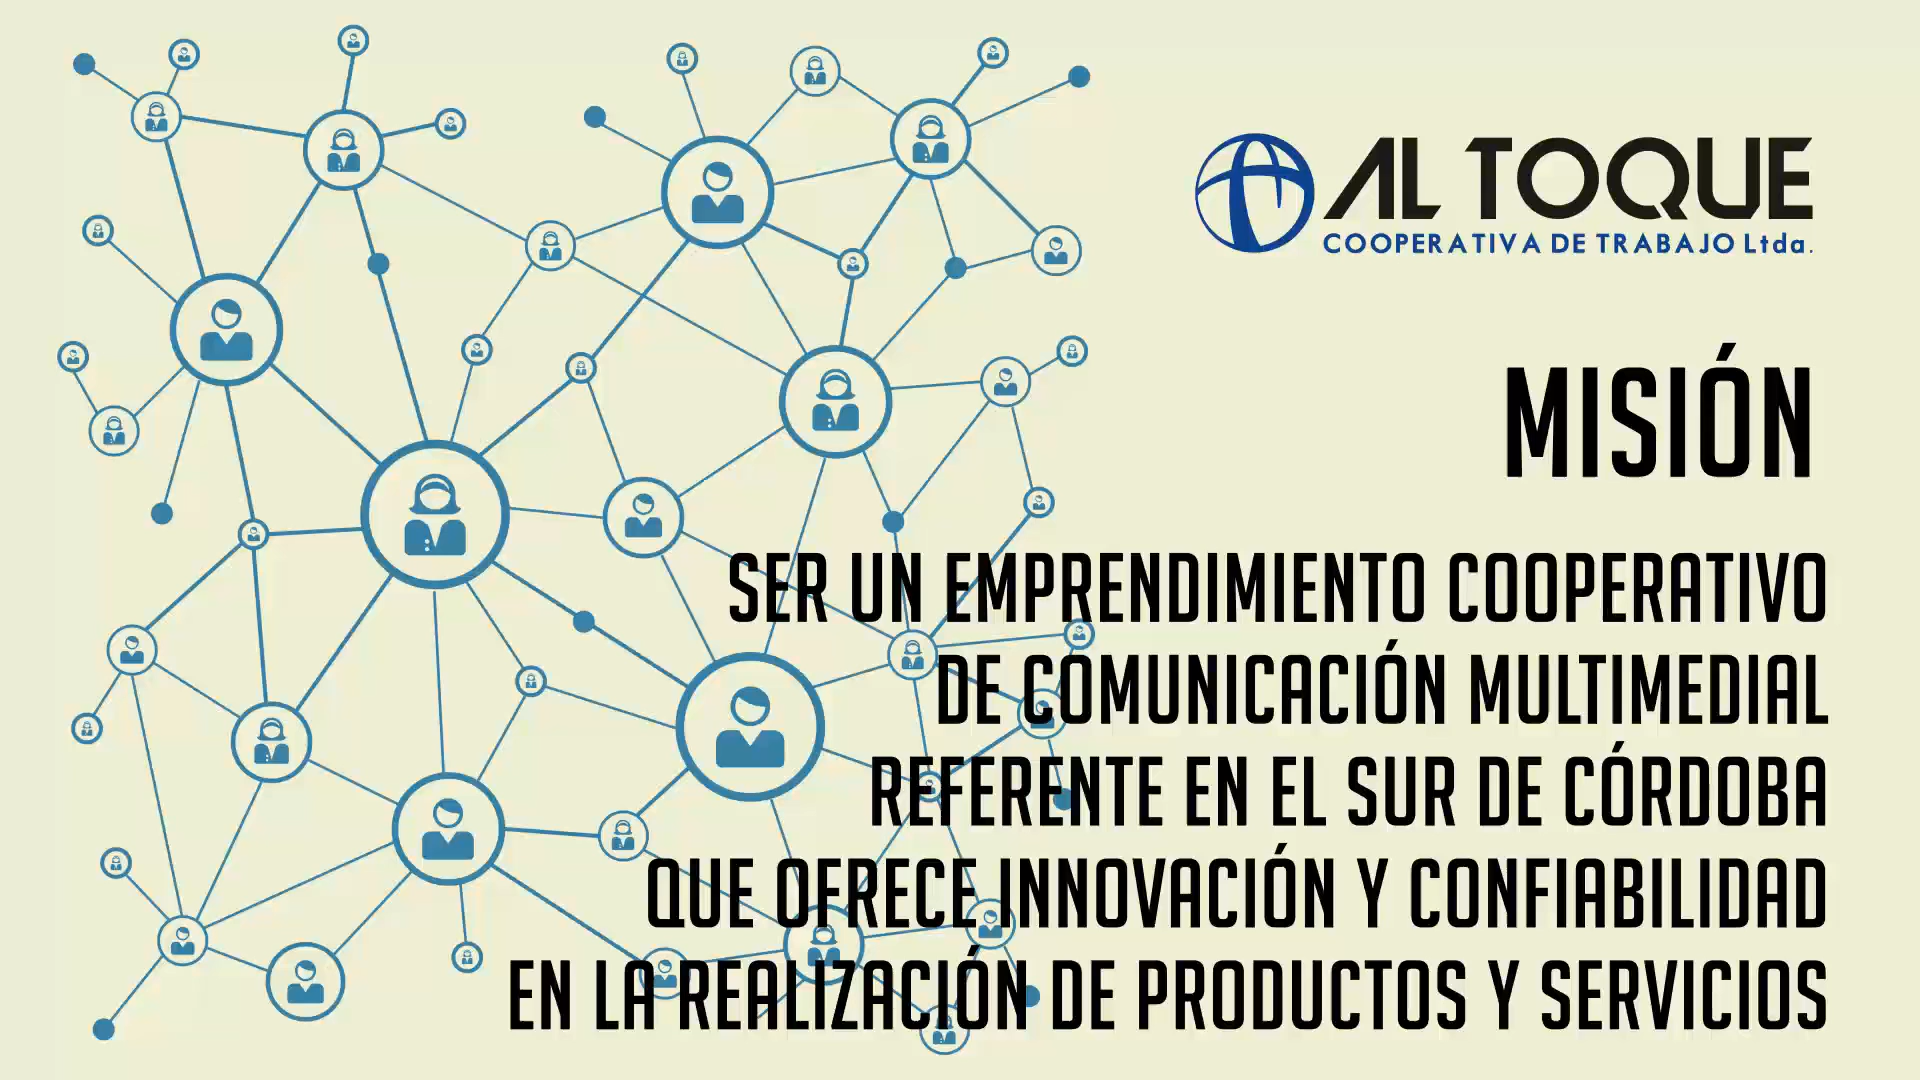 AL TOQUE
COOPERATIVA DE TRABAJO Ltda.
MISIÓN
SER UN EMPRENDIMIENTO COOPERATIVO
DE COMUNICACIÓN MULTIMEDIAL
REFERENTE EN EL SUR DE CÓRDOBA
QUE OFRECE INNOVACIÓN Y CONFIABILIDAD
EN LA REALIZACIÓN DE PRODUCTOS Y SERVICIOS